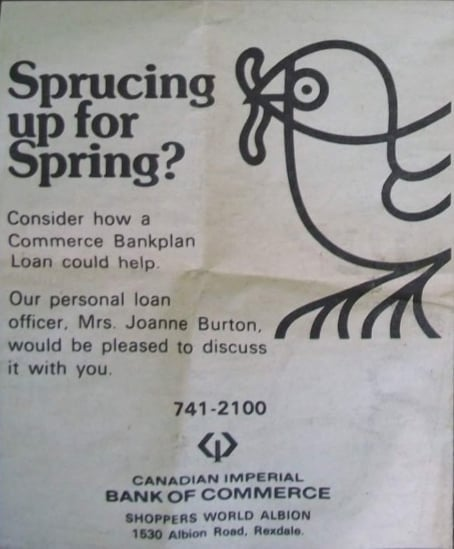 Sprucing
up for
Spring?
Consider how a
Commerce Bankplan
Loan could help.
Our personal loan
officer, Mrs. Joanne Burton,
would be pleased to discuss
it with you.
741-2100
CANADIAN IMPERIAL
BANK OF COMMERCE
SHOPPERS WORLD ALBION
1530 Albion Road, Rexdale.